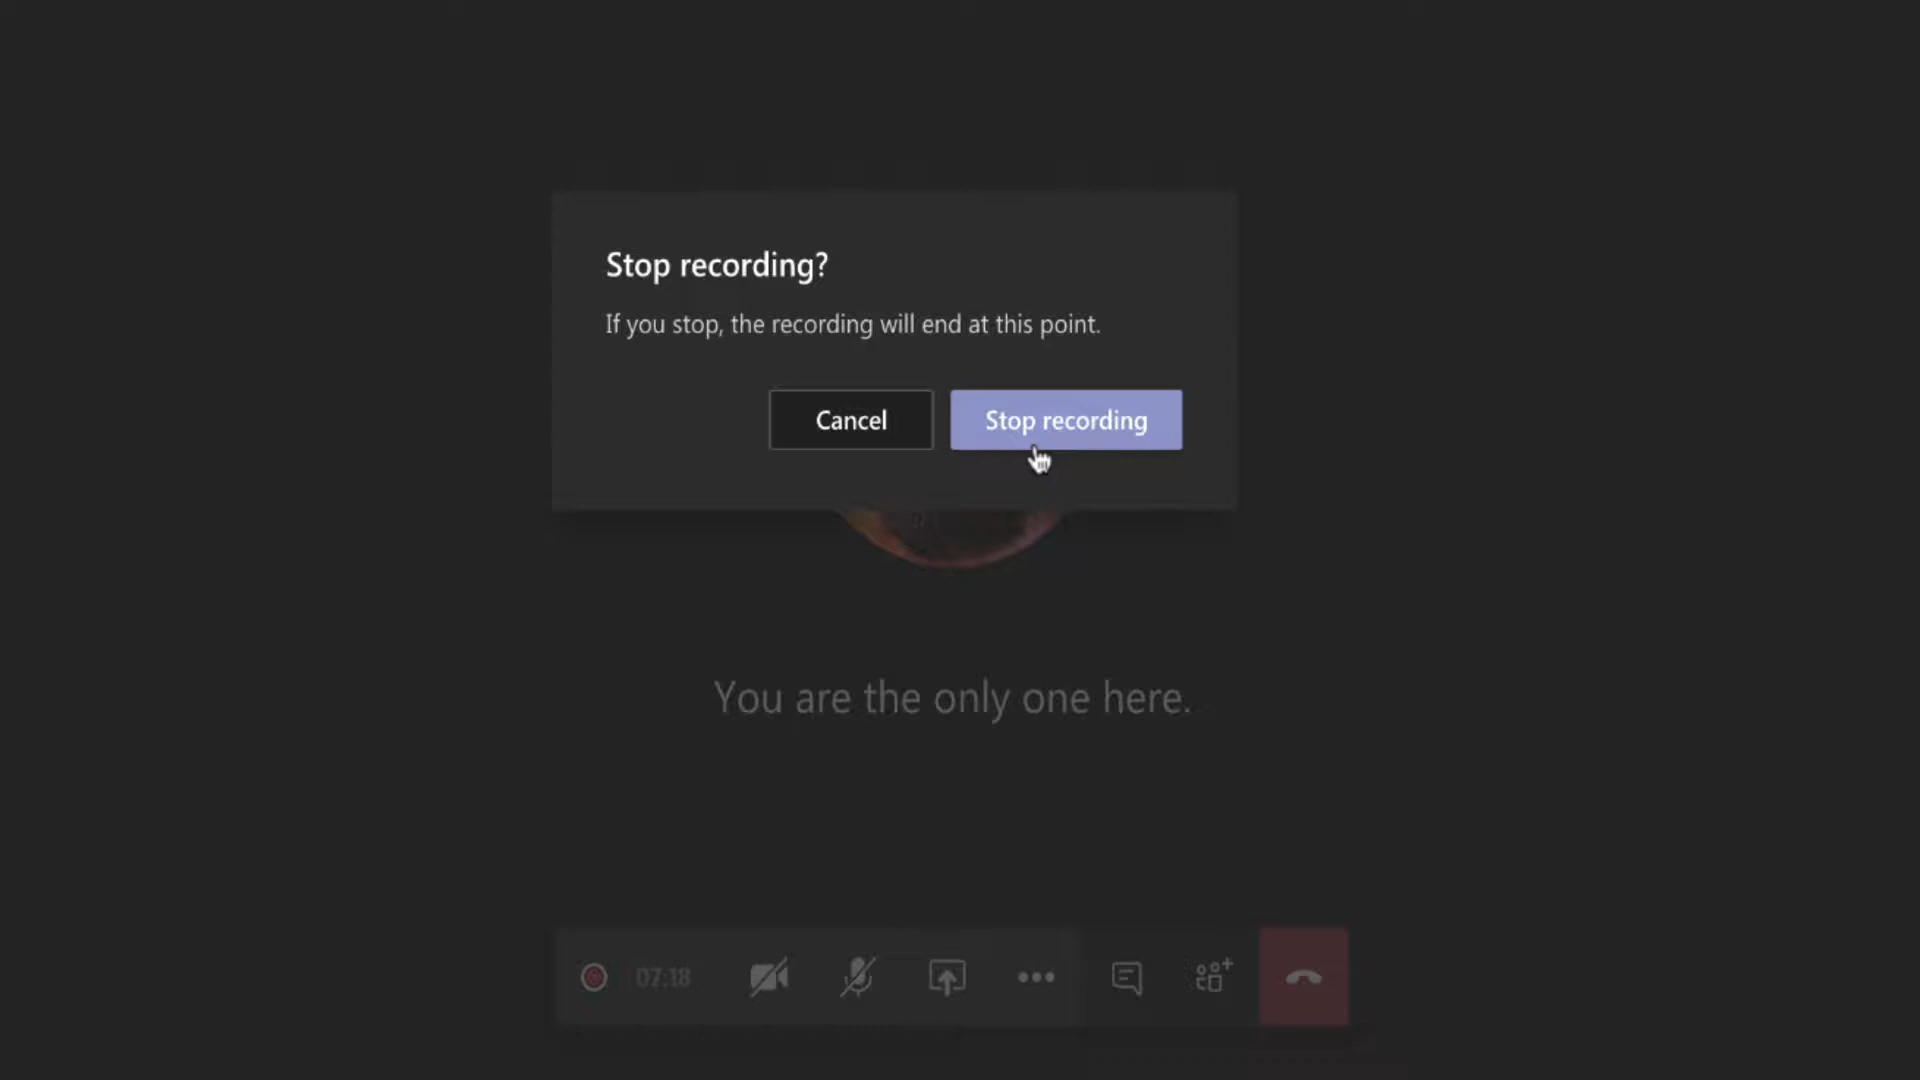 Stop recording?
If you stop, the recording will end at this point.
Cancel
Stop recording
You are the only one here.
07:18